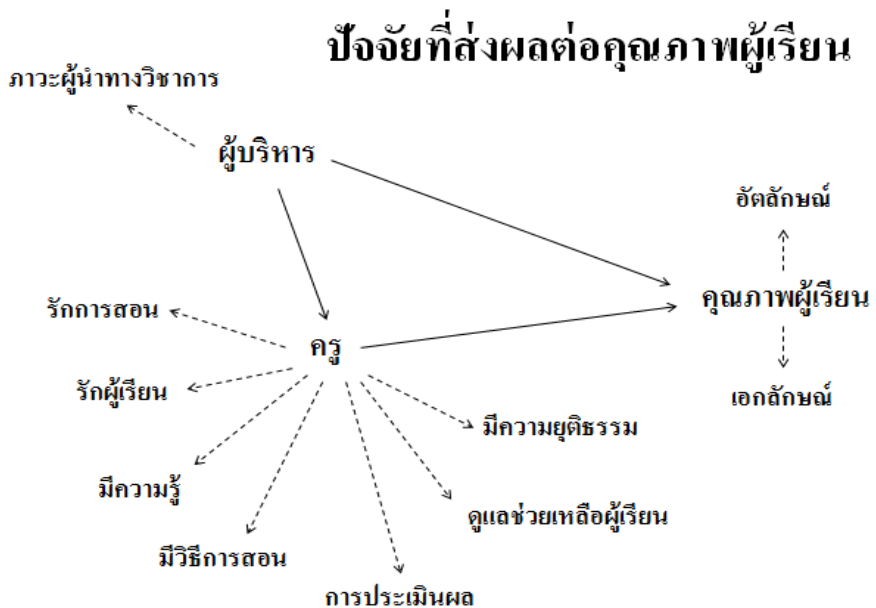 ปัจจัยที่ส่งผลต่อคุณภาพผู้เรียน
ภาวะผู้นำทางวิชาการ
ผู้บริหาร
อัตลักษณ์
คุณภาพผู้เรียน
รักการสอน
ครู
รักผู้เรียน
เอกลักษณ์
มีความยุติธรรม
มีความรู้
ดูแลช่วยเหลือผู้เรียน
มีวิธีการสอน
การประเมินผล